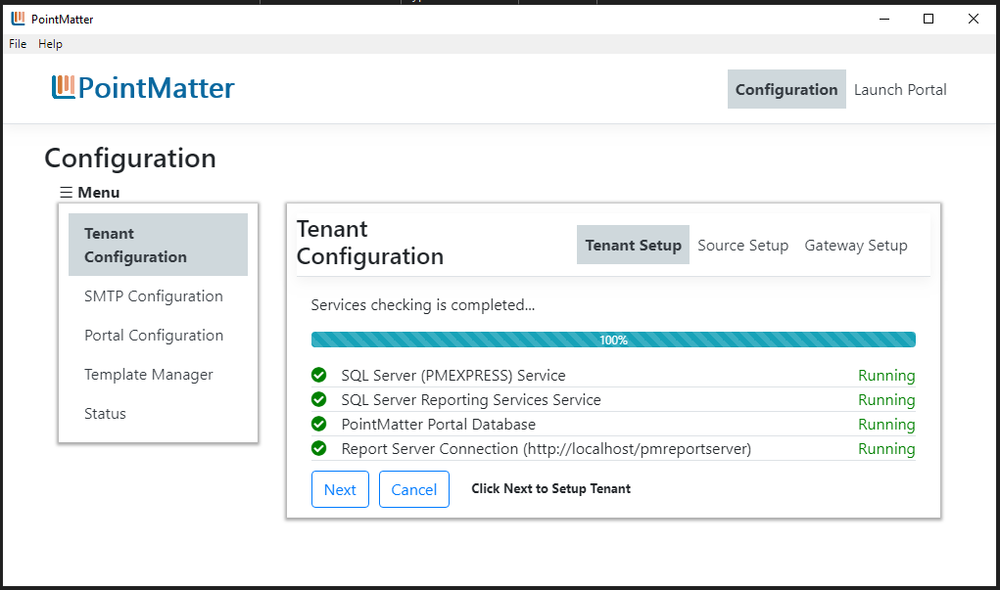 PointMatter
File Help
PointMatter
Configuration Launch Portal
Configuration
☰ Menu
Tenant
Configuration
SMTP Configuration
Portal Configuration
Template Manager
Status
Tenant
Configuration
Tenant Setup Source Setup Gateway Setup
Services checking is completed...
100%
SQL Server (PMEXPRESS) Service Running
SQL Server Reporting Services Service Running
PointMatter Portal Database Running
Report Server Connection (http://localhost/pmreportserver) Running
Next Cancel Click Next to Setup Tenant